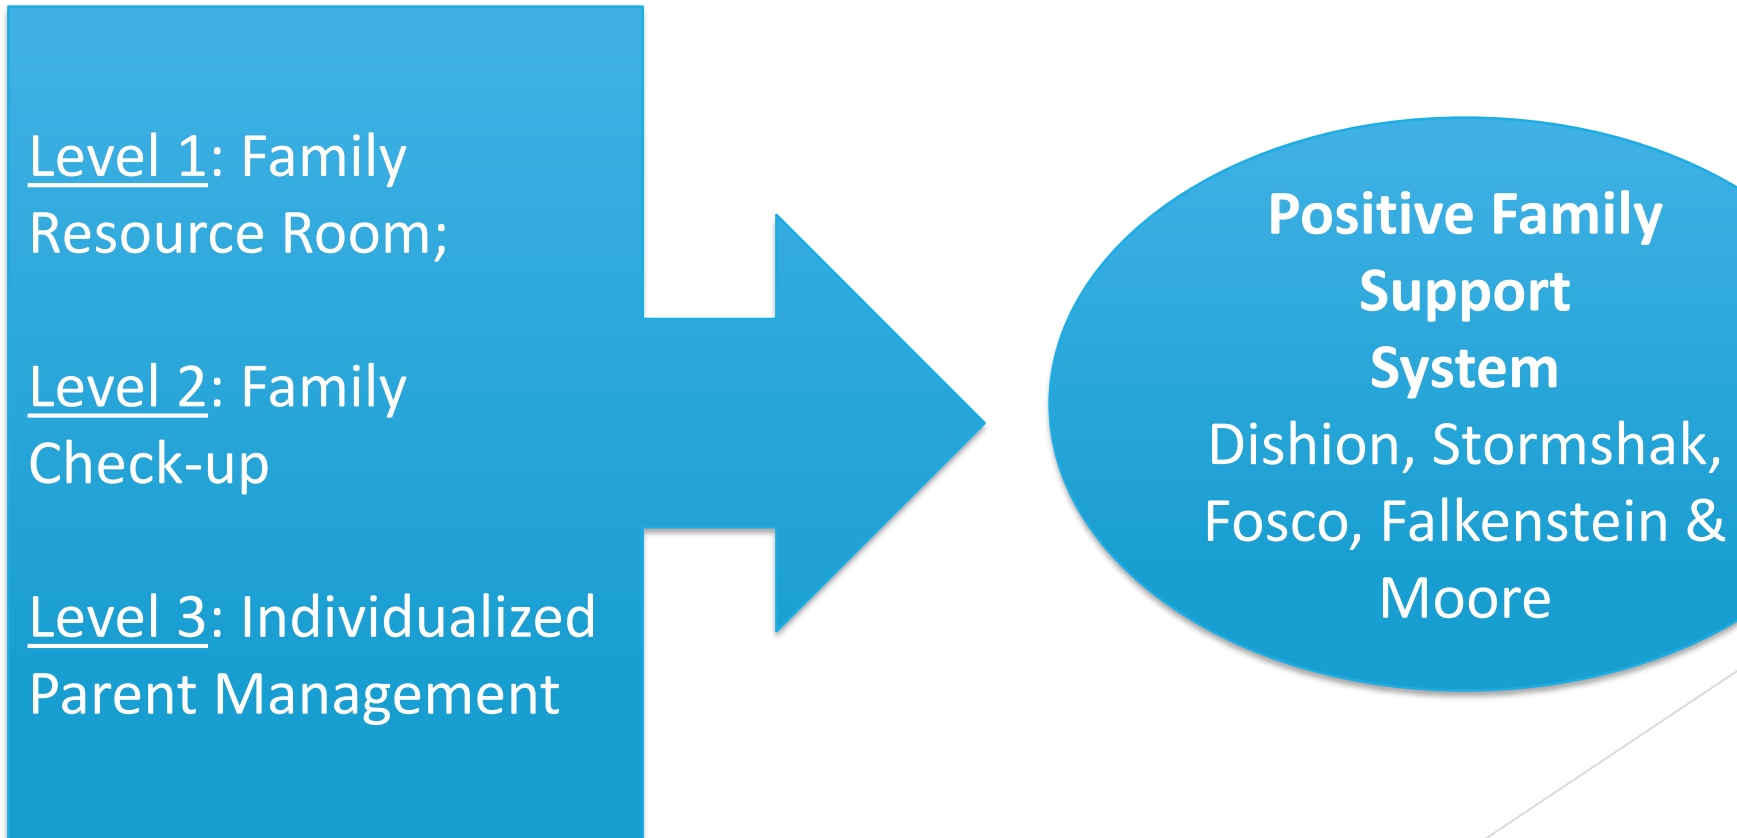 Level 1: Family
Resource Room;
Level 2: Family
Check-up
Level 3: Individualized
Parent Management
Positive Family
Support
System
Dishion, Stormshak,
Fosco, Falkenstein &
Moore